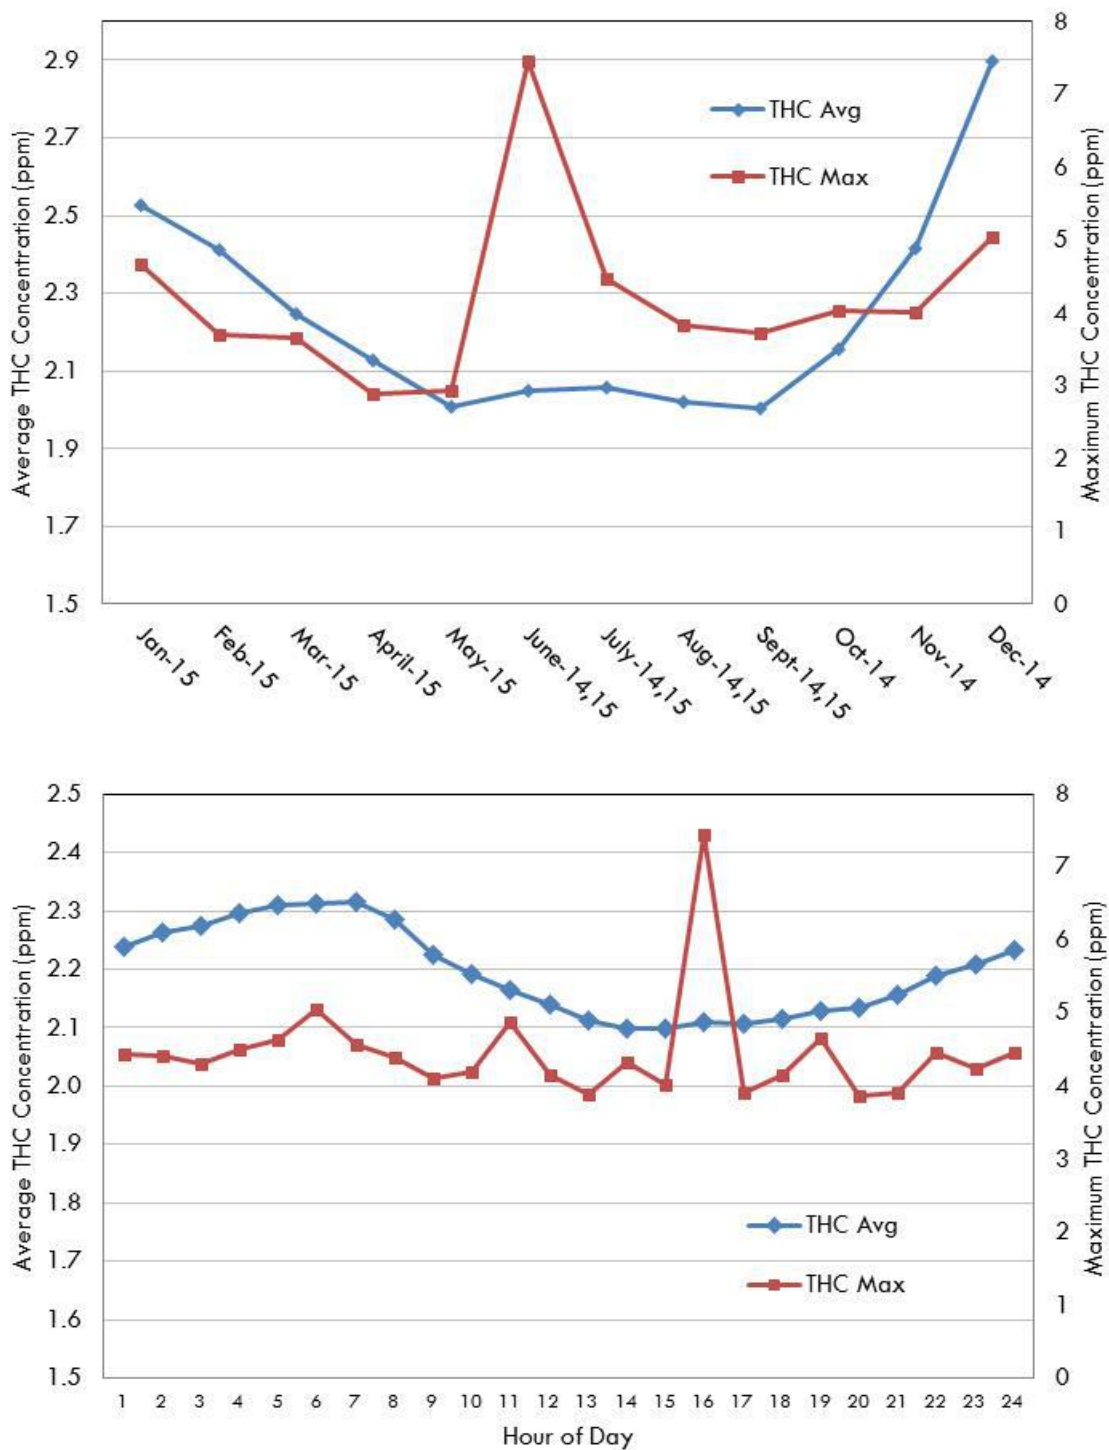 Average THC Concentration (ppm)
2.9
2.7
2.5
2.3
2.1
1.9
1.7
1.5
THC Avg
THC Max
8
7
6
5
4
3
2
1
0
Maximum THC Concentration (ppm)
Jan-15
Feb-15
Mar-15
April-15
May-15
June-14,15
July-14,15
Aug-14,15
Sept-14,15
Oct-14
Nov-14
Dec-14
Average THC Concentration (ppm)
2.5
2.4
2.3
2.2
2.1
2.0
1.9
1.8
1.7
1.6
1.5
THC Avg
THC Max
8
7
6
5
4
3
2
1
0
Maximum THC Concentration (ppm)
1 2 3 4 5 6 7 8 9 10 11 12 13 14 15 16 17 18 19 20 21 22 23 24
Hour of Day